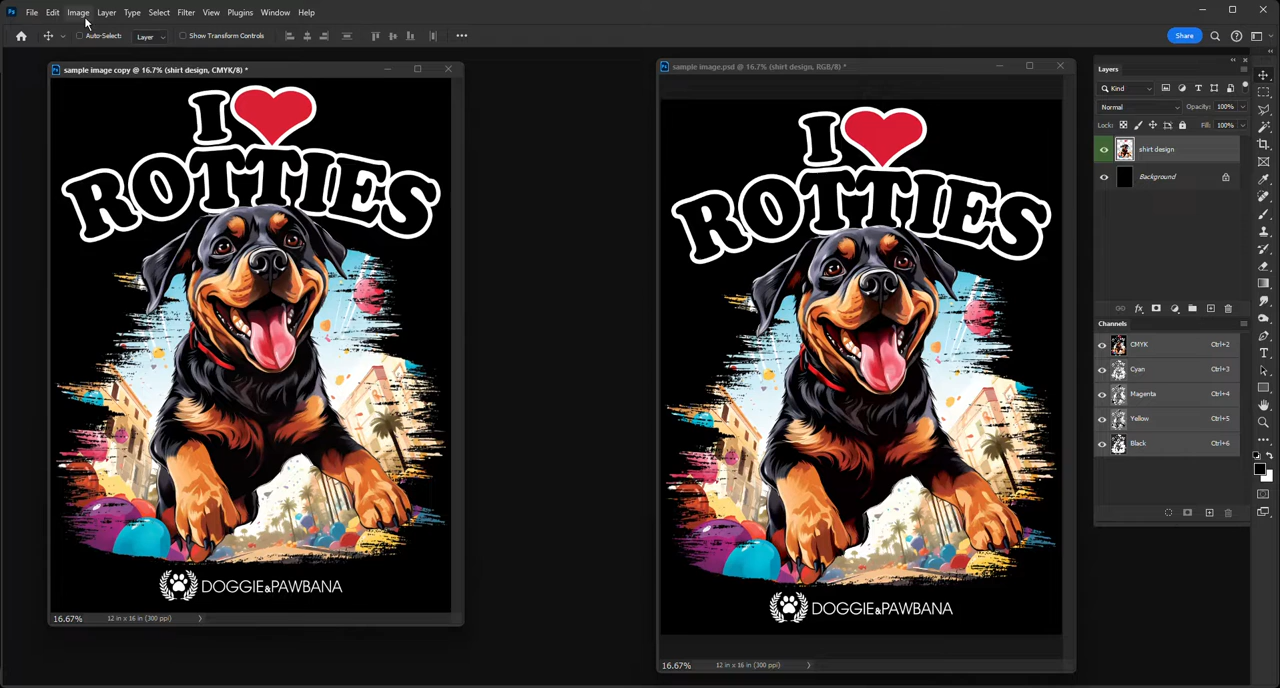 File Edit Image Layer Type Select Filter View Plugins Window Help
Auto-Select: Layer Show Transform Controls Share
sample image copy @ 16.7% (shirt design, CMYK/8) *
I
ROTTIES
DOGGIE&PAWBANA
16.67% 12 in x 16 in (300 ppi)
sample image.psd @ 16.7% (shirt design, RGB/8) *
I
ROTTIES
DOGGIE&PAWBANA
16.67% 12 in x 16 in (300 ppi)
Layers
Kind
Normal Opacity: 100%
Lock: Fill: 100%
shirt design
Background
fx
Channels
CMYK Ctrl+2
Cyan Ctrl+3
Magenta Ctrl+4
Yellow Ctrl+5
Black Ctrl+6